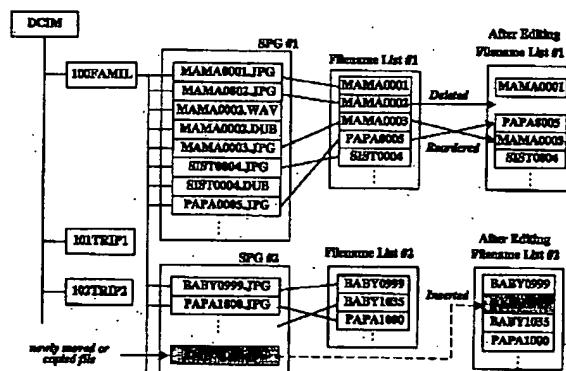 DCIM
100FAMIL
101TRIP1
102TRIP2
SPG #1
MAMA0001.JPG
MAMA0002.JPG
MAMA0002.WAV
MAMA0002.DUB
MAMA0003.JPG
SIST0004.JPG
SIST0004.DUB
PAPA0005.JPG
Filename List #1
MAMA0001
MAMA0002
MAMA0003
PAPA0005
SIST0004
Deleted
Reordered
After Editing
Filename List #1
MAMA0001
PAPA0005
MAMA0003
SIST0004
SPG #2
BABY0999.JPG
PAPA1000.JPG
newly moved or
copied file
Filename List #2
BABY0999
BABY1035
PAPA1000
Inserted
After Editing
Filename List #2
BABY0999
BABY1035
PAPA1000